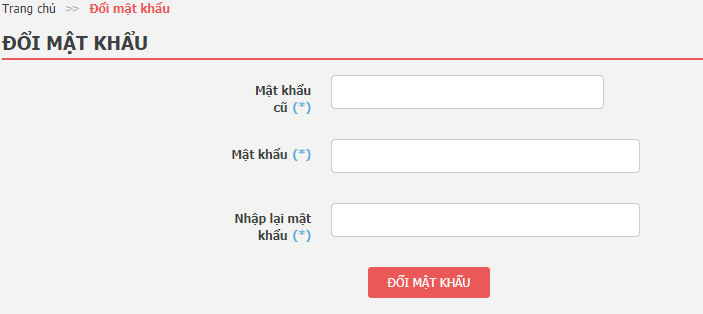 Trang chủ >> Đổi mật khẩu
ĐỔI MẬT KHẨU
Mật khẩu
cũ (*)
Mật khẩu (*)
Nhập lại mật
khẩu (*)
ĐỔI MẬT KHẨU